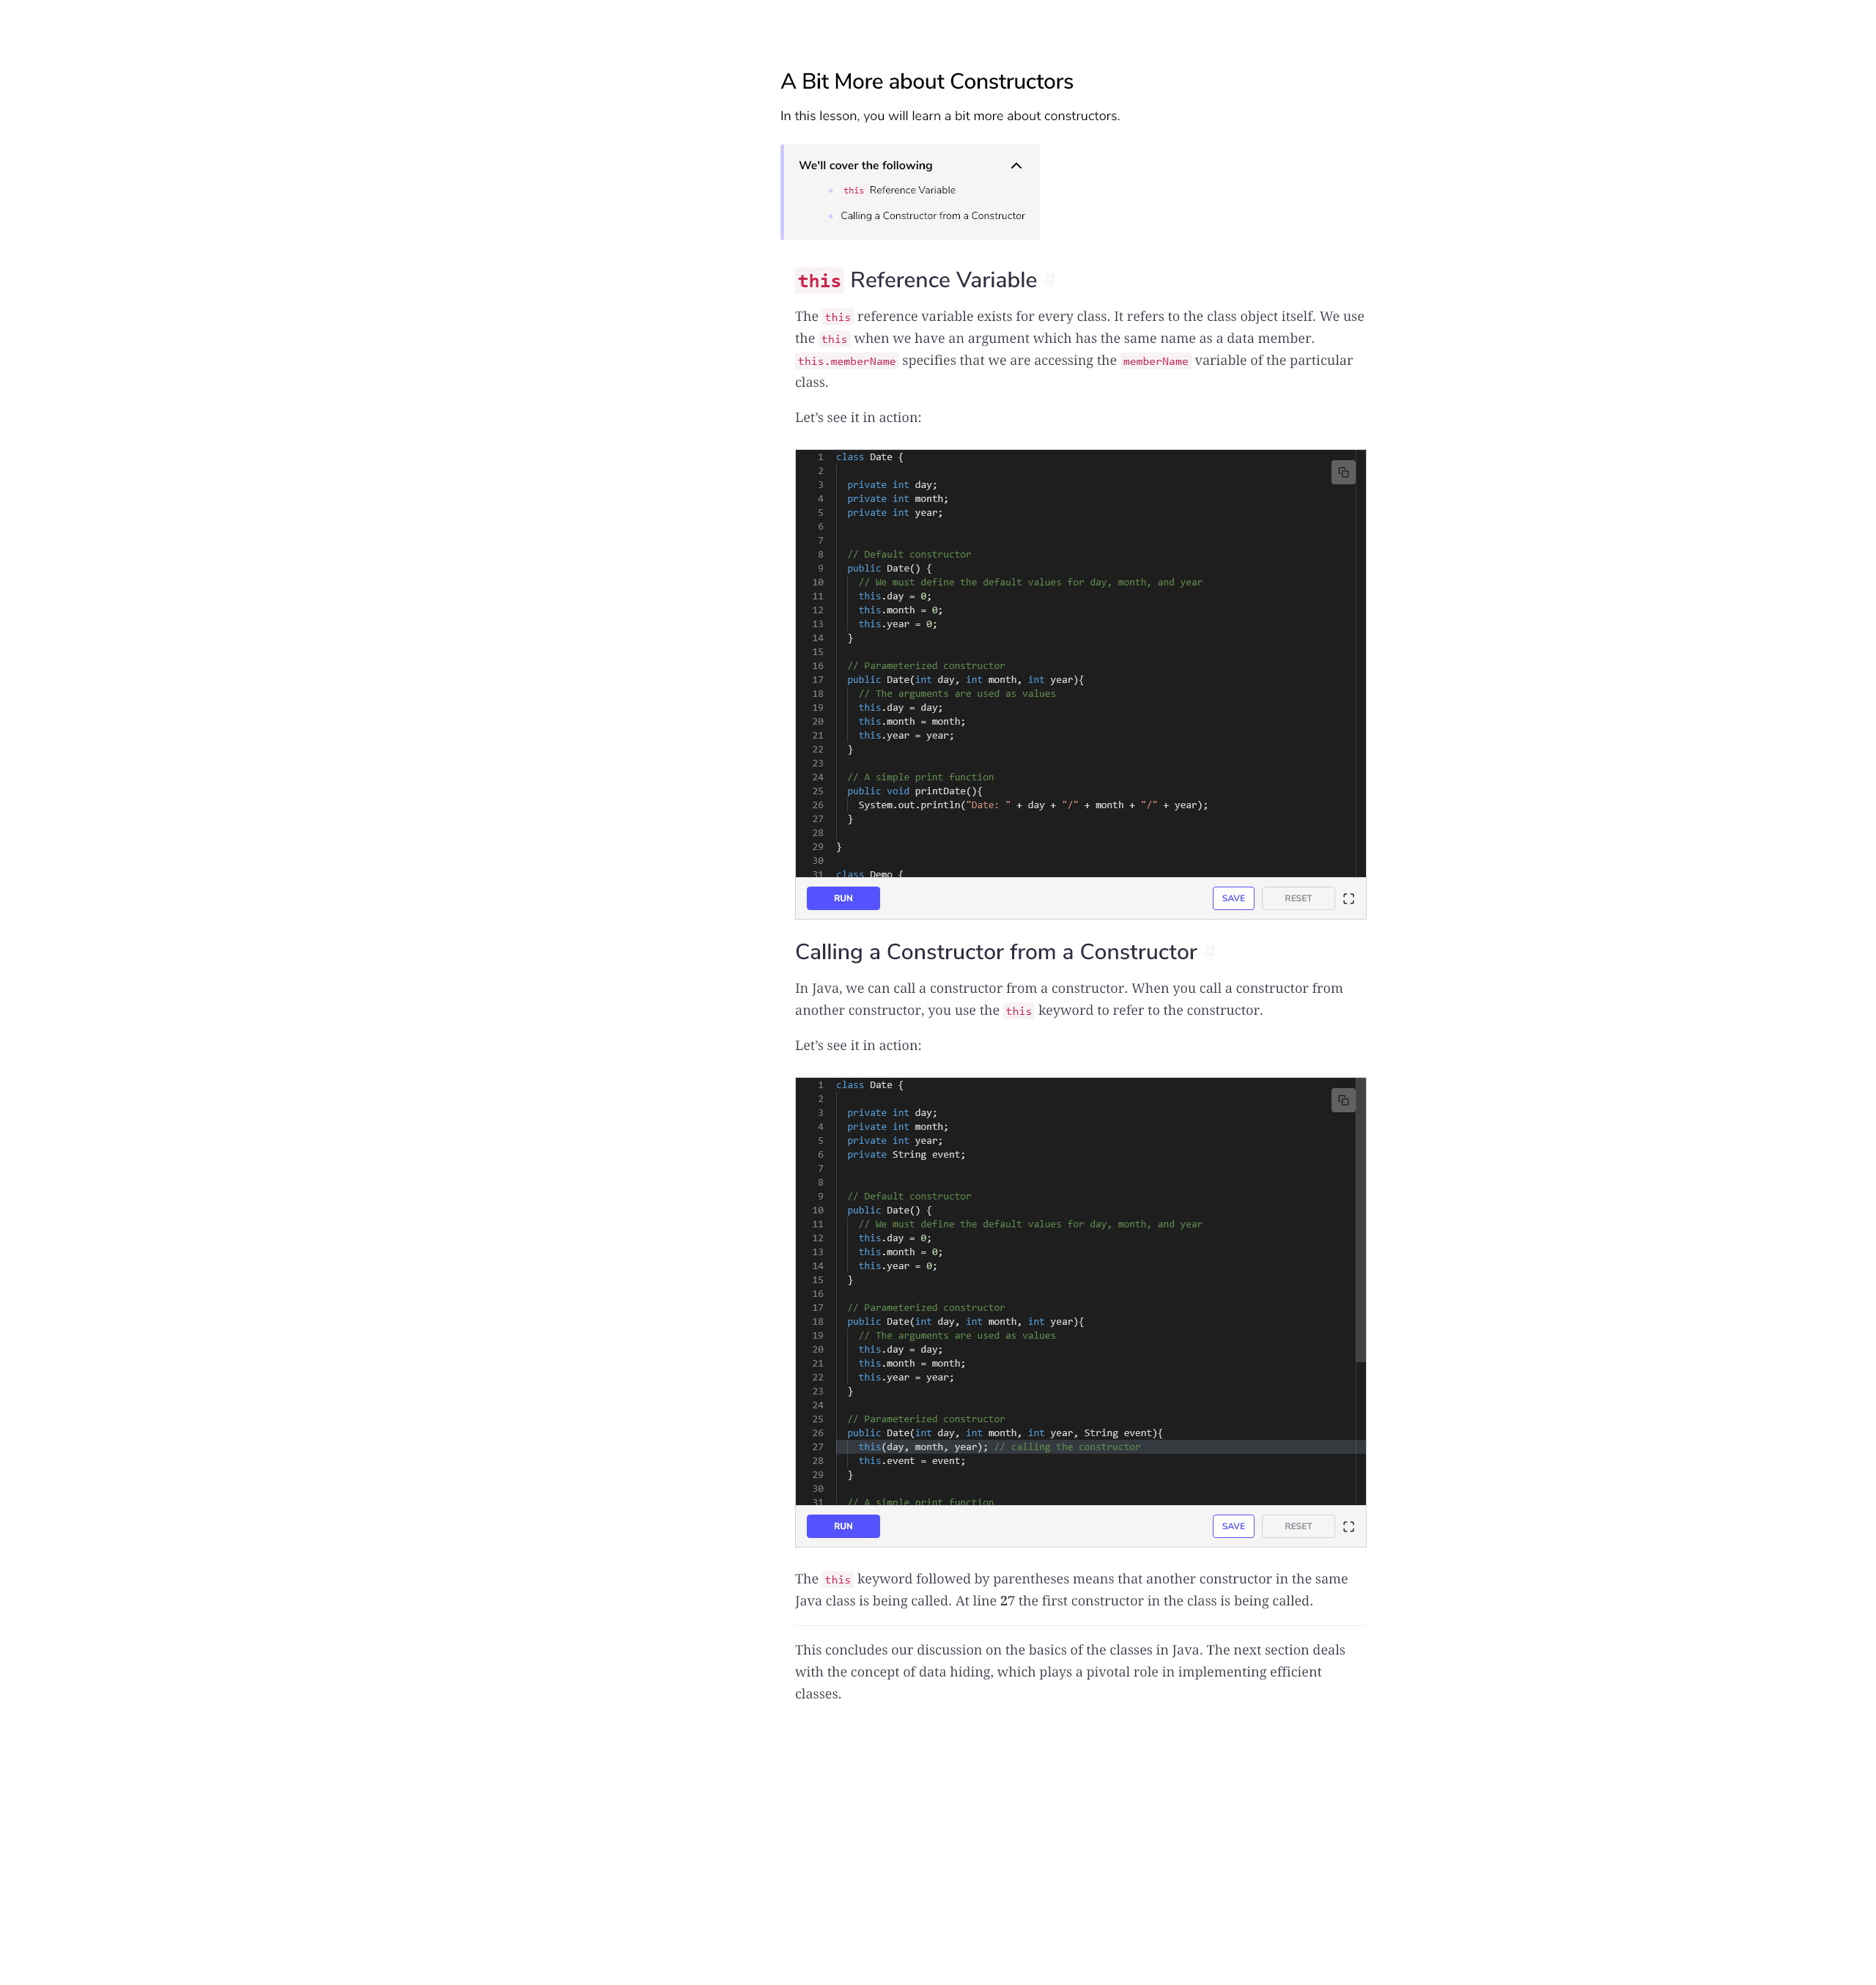 A Bit More about Constructors
In this lesson, you will learn a bit more about constructors.
We'll cover the following
this Reference Variable
Calling a Constructor from a Constructor
this Reference Variable #
The this reference variable exists for every class. It refers to the class object itself. We use
the this when we have an argument which has the same name as a data member.
this.memberName specifies that we are accessing the memberName variable of the particular
class.
Let's see it in action:
1 class Date {
2
3 private int day;
4 private int month;
5 private int year;
6
7
8 // Default constructor
9 public Date() {
10 // We must define the default values for day, month, and year
11 this.day = 0;
12 this.month = 0;
13 this.year = 0;
14 }
15
16 // Parameterized constructor
17 public Date(int day, int month, int year){
18 // The arguments are used as values
19 this.day = day;
20 this.month = month;
21 this.year = year;
22 }
23
24 // A simple print function
25 public void printDate(){
26 System.out.println("Date: " + day + "/" + month + "/" + year);
27 }
28
29 }
30
31 class Demo {
RUN SAVE RESET
Calling a Constructor from a Constructor #
In Java, we can call a constructor from a constructor. When you call a constructor from
another constructor, you use the this keyword to refer to the constructor.
Let's see it in action:
1 class Date {
2
3 private int day;
4 private int month;
5 private int year;
6 private String event;
7
8
9 // Default constructor
10 public Date() {
11 // We must define the default values for day, month, and year
12 this.day = 0;
13 this.month = 0;
14 this.year = 0;
15 }
16
17 // Parameterized constructor
18 public Date(int day, int month, int year){
19 // The arguments are used as values
20 this.day = day;
21 this.month = month;
22 this.year = year;
23 }
24
25 // Parameterized constructor
26 public Date(int day, int month, int year, String event){
27 this(day, month, year); // calling the constructor
28 this.event = event;
29 }
30
31 // A simple print function
RUN SAVE RESET
The this keyword followed by parentheses means that another constructor in the same
Java class is being called. At line 27 the first constructor in the class is being called.
This concludes our discussion on the basics of the classes in Java. The next section deals
with the concept of data hiding, which plays a pivotal role in implementing efficient
classes.